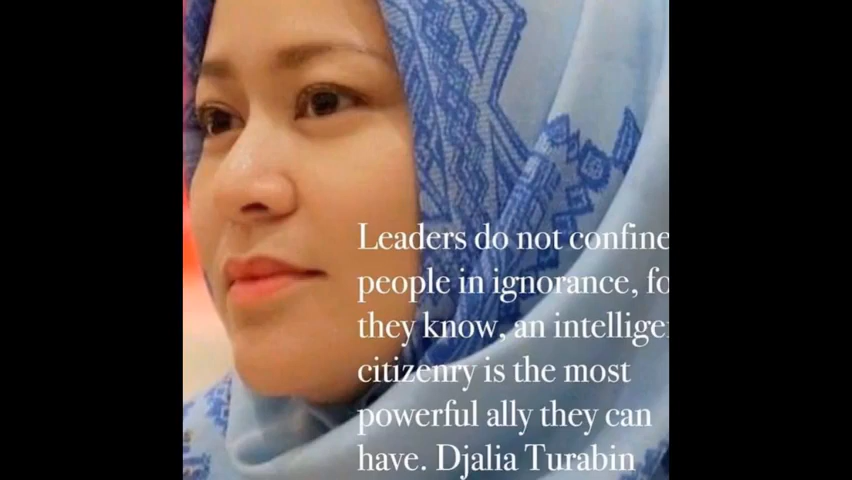 Leaders do not confine
people in ignorance, fo
they know, an intellige
citizenry is the most
powerful ally they can
have. Djalia Turabin